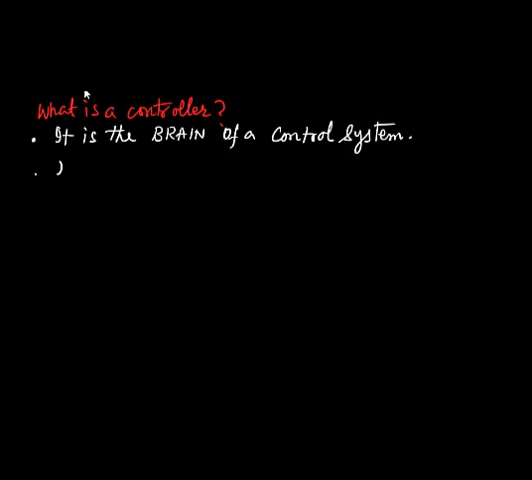 What is a controller?
. It is the BRAIN of a Control System.
. )